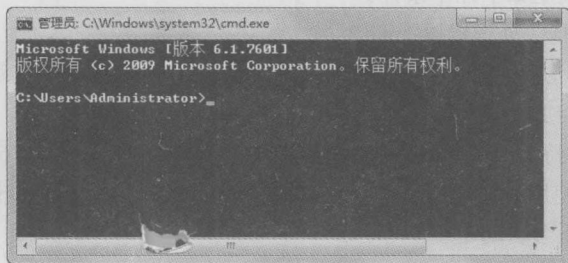 管理员: C:\Windows\system32\cmd.exe
Microsoft Windows [版本 6.1.7601]
版权所有 (c) 2009 Microsoft Corporation。保留所有权利。
C:\Users\Administrator>_